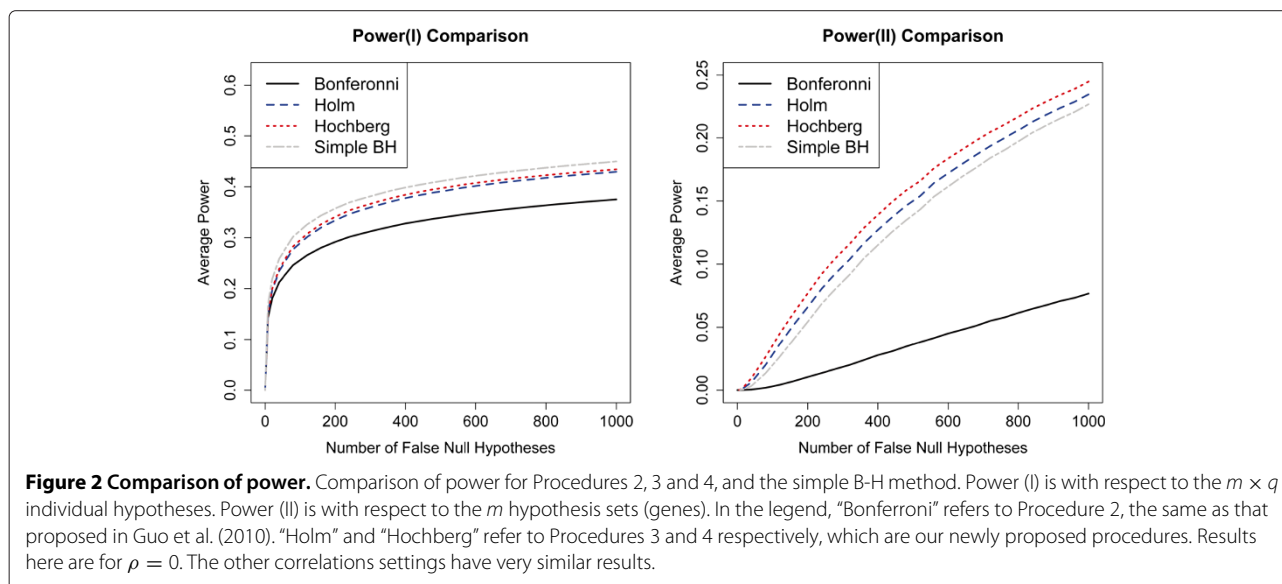 Power(I) Comparison
Average Power
0.0 0.1 0.2 0.3 0.4 0.5 0.6
Bonferonni
Holm
Hochberg
Simple BH
0 200 400 600 800 1000
Number of False Null Hypotheses
Power(II) Comparison
Average Power
0.00 0.05 0.10 0.15 0.20 0.25
Bonferonni
Holm
Hochberg
Simple BH
0 200 400 600 800 1000
Number of False Null Hypotheses
Figure 2 Comparison of power. Comparison of power for Procedures 2, 3 and 4, and the simple B-H method. Power (I) is with respect to the m × q
individual hypotheses. Power (II) is with respect to the m hypothesis sets (genes). In the legend, “Bonferroni” refers to Procedure 2, the same as that
proposed in Guo et al. (2010). “Holm” and “Hochberg” refer to Procedures 3 and 4 respectively, which are our newly proposed procedures. Results
here are for ρ = 0. The other correlations settings have very similar results.